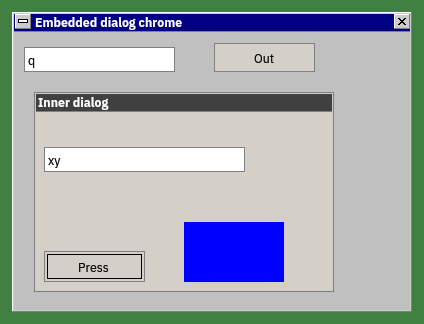 Embedded dialog chrome
q
Out
Inner dialog
xy
Press